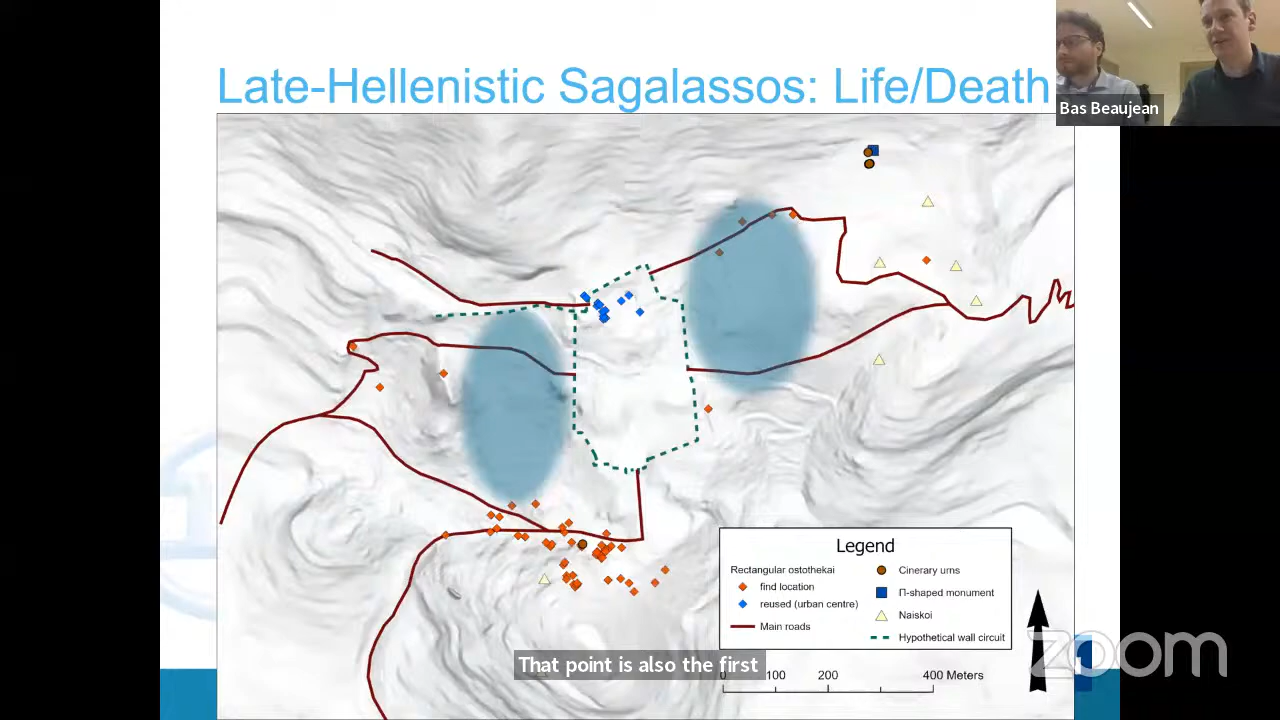 Late-Hellenistic Sagalassos: Life/Death
Bas Beaujean
Legend
Rectangular ostothekai
find location
reused (urban centre)
Main roads
Cinerary urns
Π-shaped monument
Naiskoi
Hypothetical wall circuit
That point is also the first
0 100 200 400 Meters
zoom